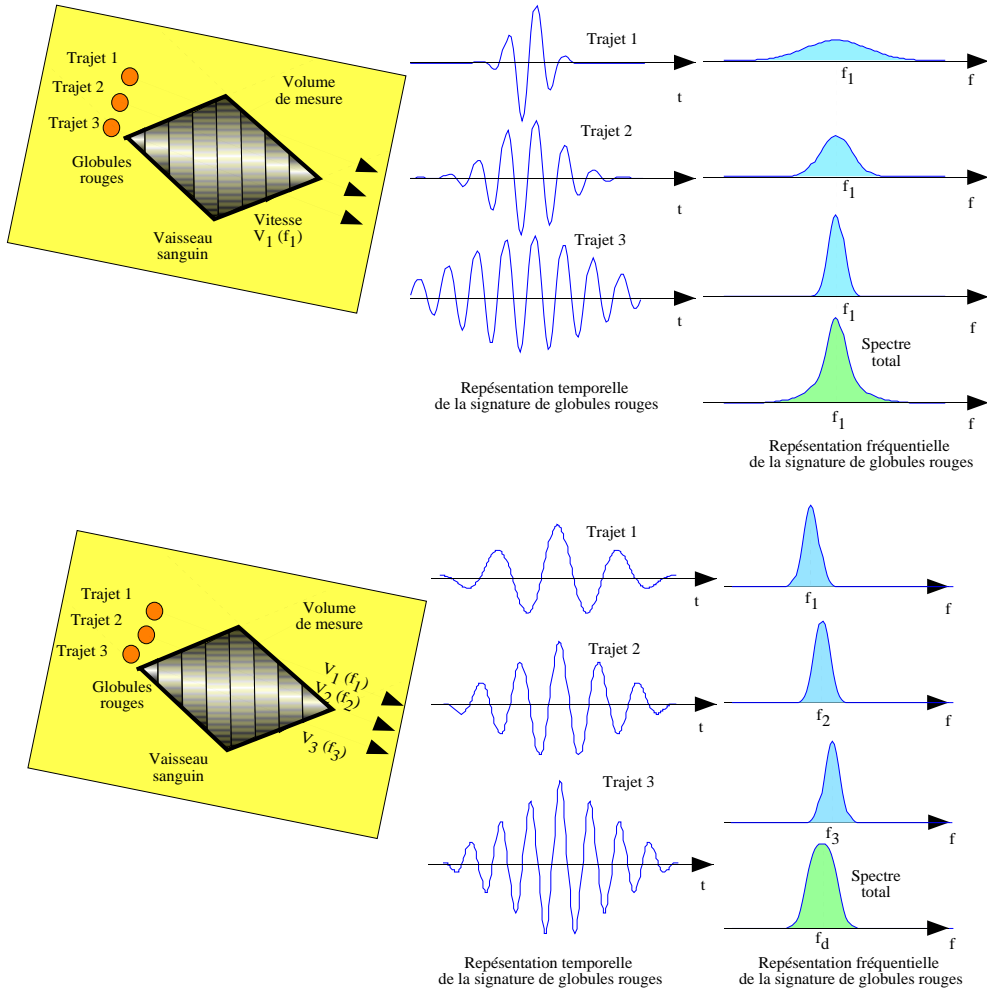 Trajet 1
Trajet 2
Trajet 3
Globules
rouges
Volume
de mesure
Vaisseau
sanguin
Vitesse
V1 (f1)
Trajet 1
t
Trajet 2
t
Trajet 3
t
Repésentation temporelle
de la signature de globules rouges
f1
f
f1
f
f1
f
Spectre
total
f1
f
Repésentation fréquentielle
de la signature de globules rouges
Trajet 1
Trajet 2
Trajet 3
Globules
rouges
Volume
de mesure
Vaisseau
sanguin
V1 (f1)
V2 (f2)
V3 (f3)
Trajet 1
t
Trajet 2
t
Trajet 3
t
Repésentation temporelle
de la signature de globules rouges
f1
f
f2
f
f3
f
Spectre
total
fd
f
Repésentation fréquentielle
de la signature de globules rouges